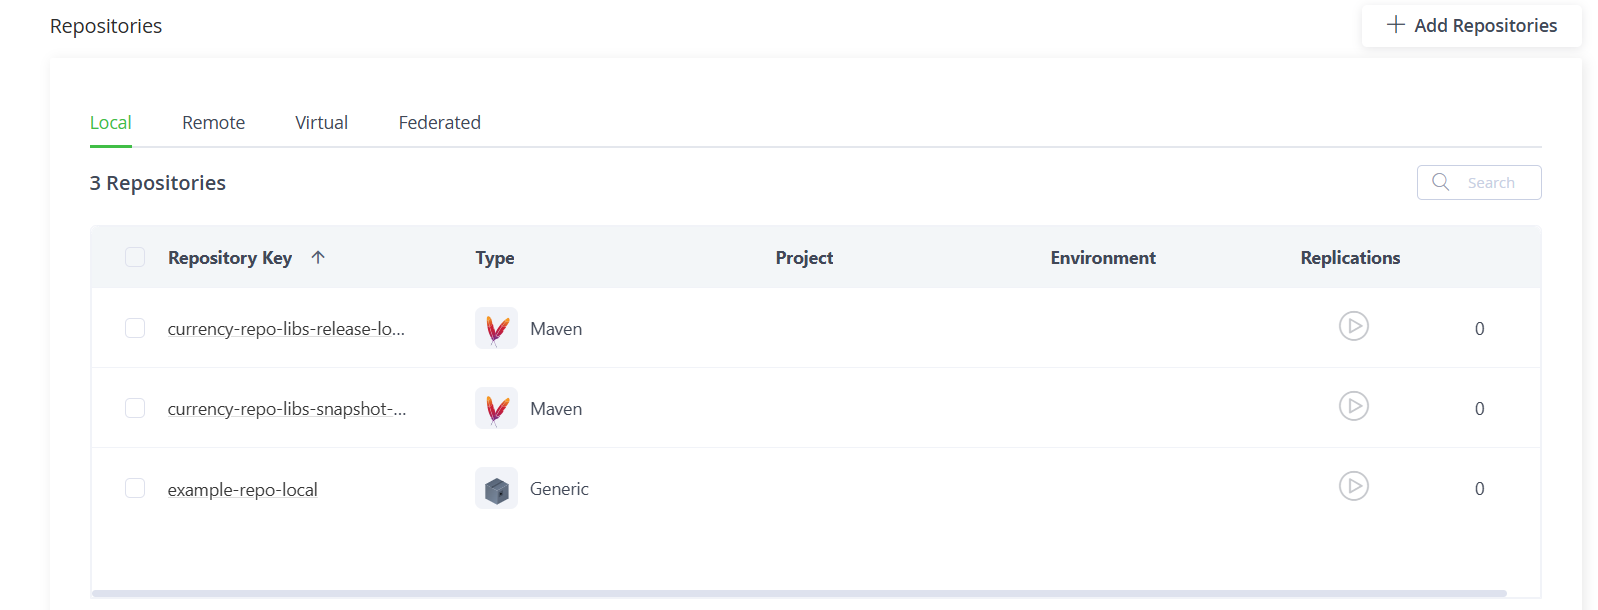 Repositories
Add Repositories
Local Remote Virtual Federated
3 Repositories
Search
Repository Key Type Project Environment Replications
currency-repo-libs-release-lo... Maven 0
currency-repo-libs-snapshot-... Maven 0
example-repo-local Generic 0